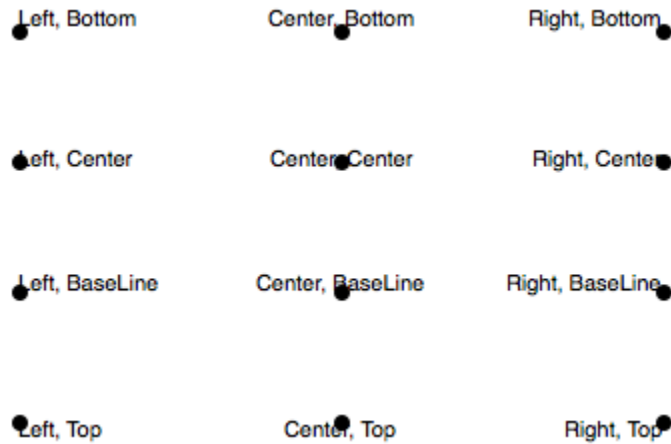 Left, Bottom Center, Bottom Right, Bottom
Left, Center Center, Center Right, Center
Left, BaseLine Center, BaseLine Right, BaseLine
Left, Top Center, Top Right, Top